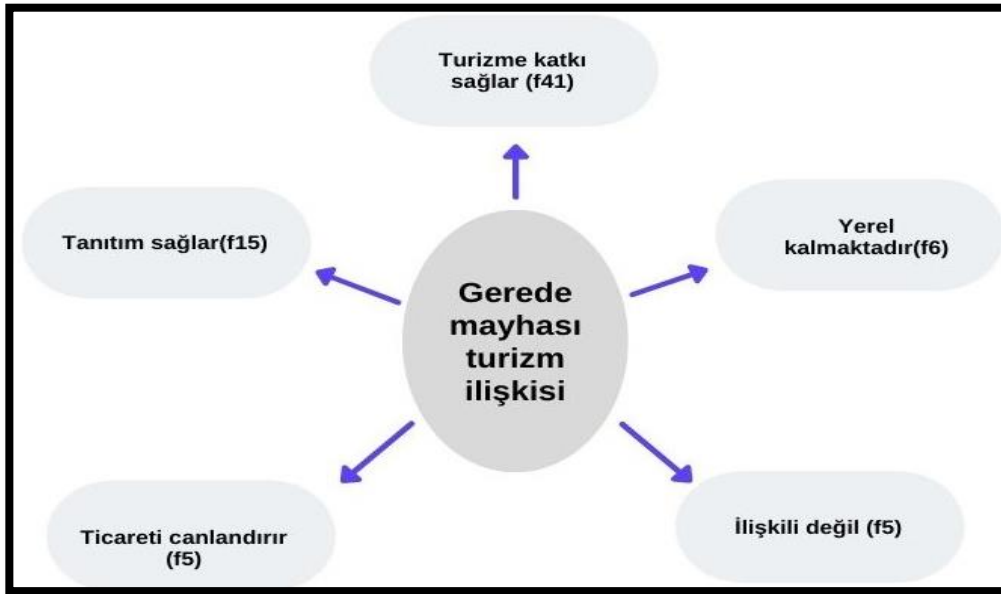 Turizme katkı
sağlar (f41)
Tanıtım sağlar(f15)
Yerel
kalmaktadır(f6)
Gerede
mayhası
turizm
ilişkisi
Ticareti canlandırır
(f5)
İlişkili değil (f5)